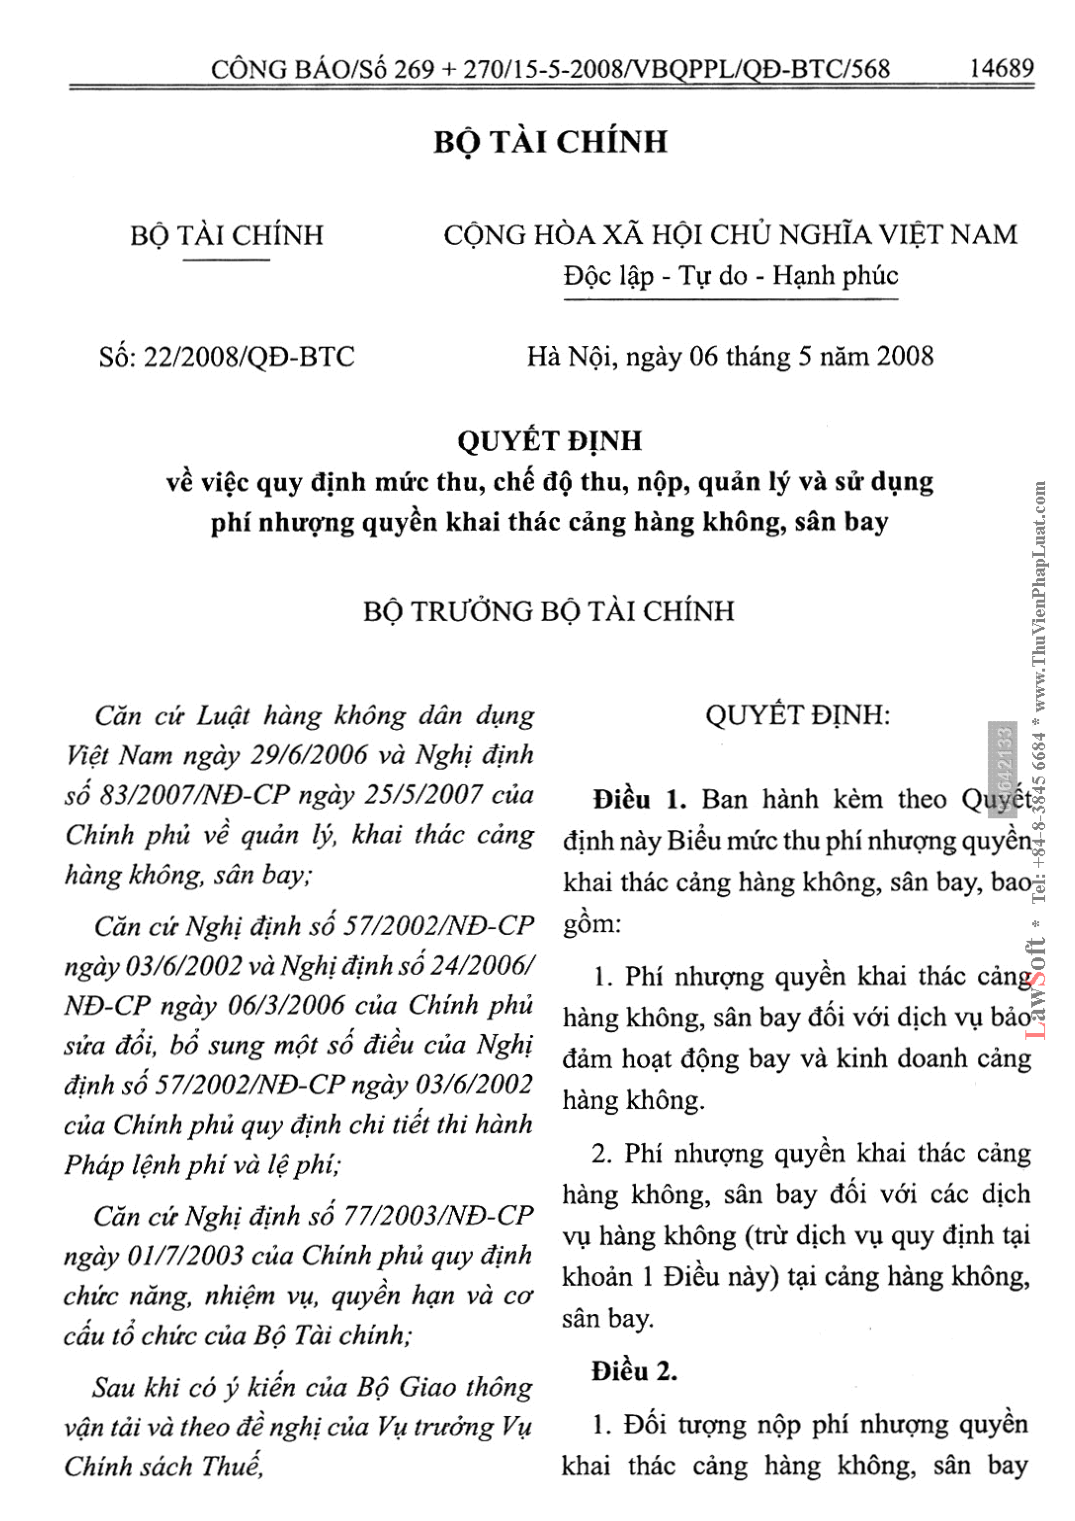 CÔNG BÁO/Số 269 + 270/15-5-2008/VBQPPL/QĐ-BTC/568 14689
BỘ TÀI CHÍNH
BỘ TÀI CHÍNH
CỘNG HÒA XÃ HỘI CHỦ NGHĨA VIỆT NAM
Độc lập - Tự do - Hạnh phúc
Số: 22/2008/QĐ-BTC
Hà Nội, ngày 06 tháng 5 năm 2008
QUYẾT ĐỊNH
về việc quy định mức thu, chế độ thu, nộp, quản lý và sử dụng
phí nhượng quyền khai thác cảng hàng không, sân bay
BỘ TRƯỞNG BỘ TÀI CHÍNH
Căn cứ Luật hàng không dân dụng
Việt Nam ngày 29/6/2006 và Nghị định
số 83/2007/NĐ-CP ngày 25/5/2007 của
Chính phủ về quản lý, khai thác cảng
hàng không, sân bay;
Căn cứ Nghị định số 57/2002/NĐ-CP
ngày 03/6/2002 và Nghị định số 24/2006/
NĐ-CP ngày 06/3/2006 của Chính phủ
sửa đổi, bổ sung một số điều của Nghị
định số 57/2002/NĐ-CP ngày 03/6/2002
của Chính phủ quy định chi tiết thi hành
Pháp lệnh phí và lệ phí;
Căn cứ Nghị định số 77/2003/NĐ-CP
ngày 01/7/2003 của Chính phủ quy định
chức năng, nhiệm vụ, quyền hạn và cơ
cấu tổ chức của Bộ Tài chính;
Sau khi có ý kiến của Bộ Giao thông
vận tải và theo đề nghị của Vụ trưởng Vụ
Chính sách Thuế,
QUYẾT ĐỊNH:
Điều 1. Ban hành kèm theo Quyết
định này Biểu mức thu phí nhượng quyền
khai thác cảng hàng không, sân bay, bao
gồm:
1. Phí nhượng quyền khai thác cảng
hàng không, sân bay đối với dịch vụ bảo
đảm hoạt động bay và kinh doanh cảng
hàng không.
2. Phí nhượng quyền khai thác cảng
hàng không, sân bay đối với các dịch
vụ hàng không (trừ dịch vụ quy định tại
khoản 1 Điều này) tại cảng hàng không,
sân bay.
Điều 2.
1. Đối tượng nộp phí nhượng quyền
khai thác cảng hàng không, sân bay
LawSoft * Tel: +84-8-3845 6684 * www.ThuVienPhapLuat.com